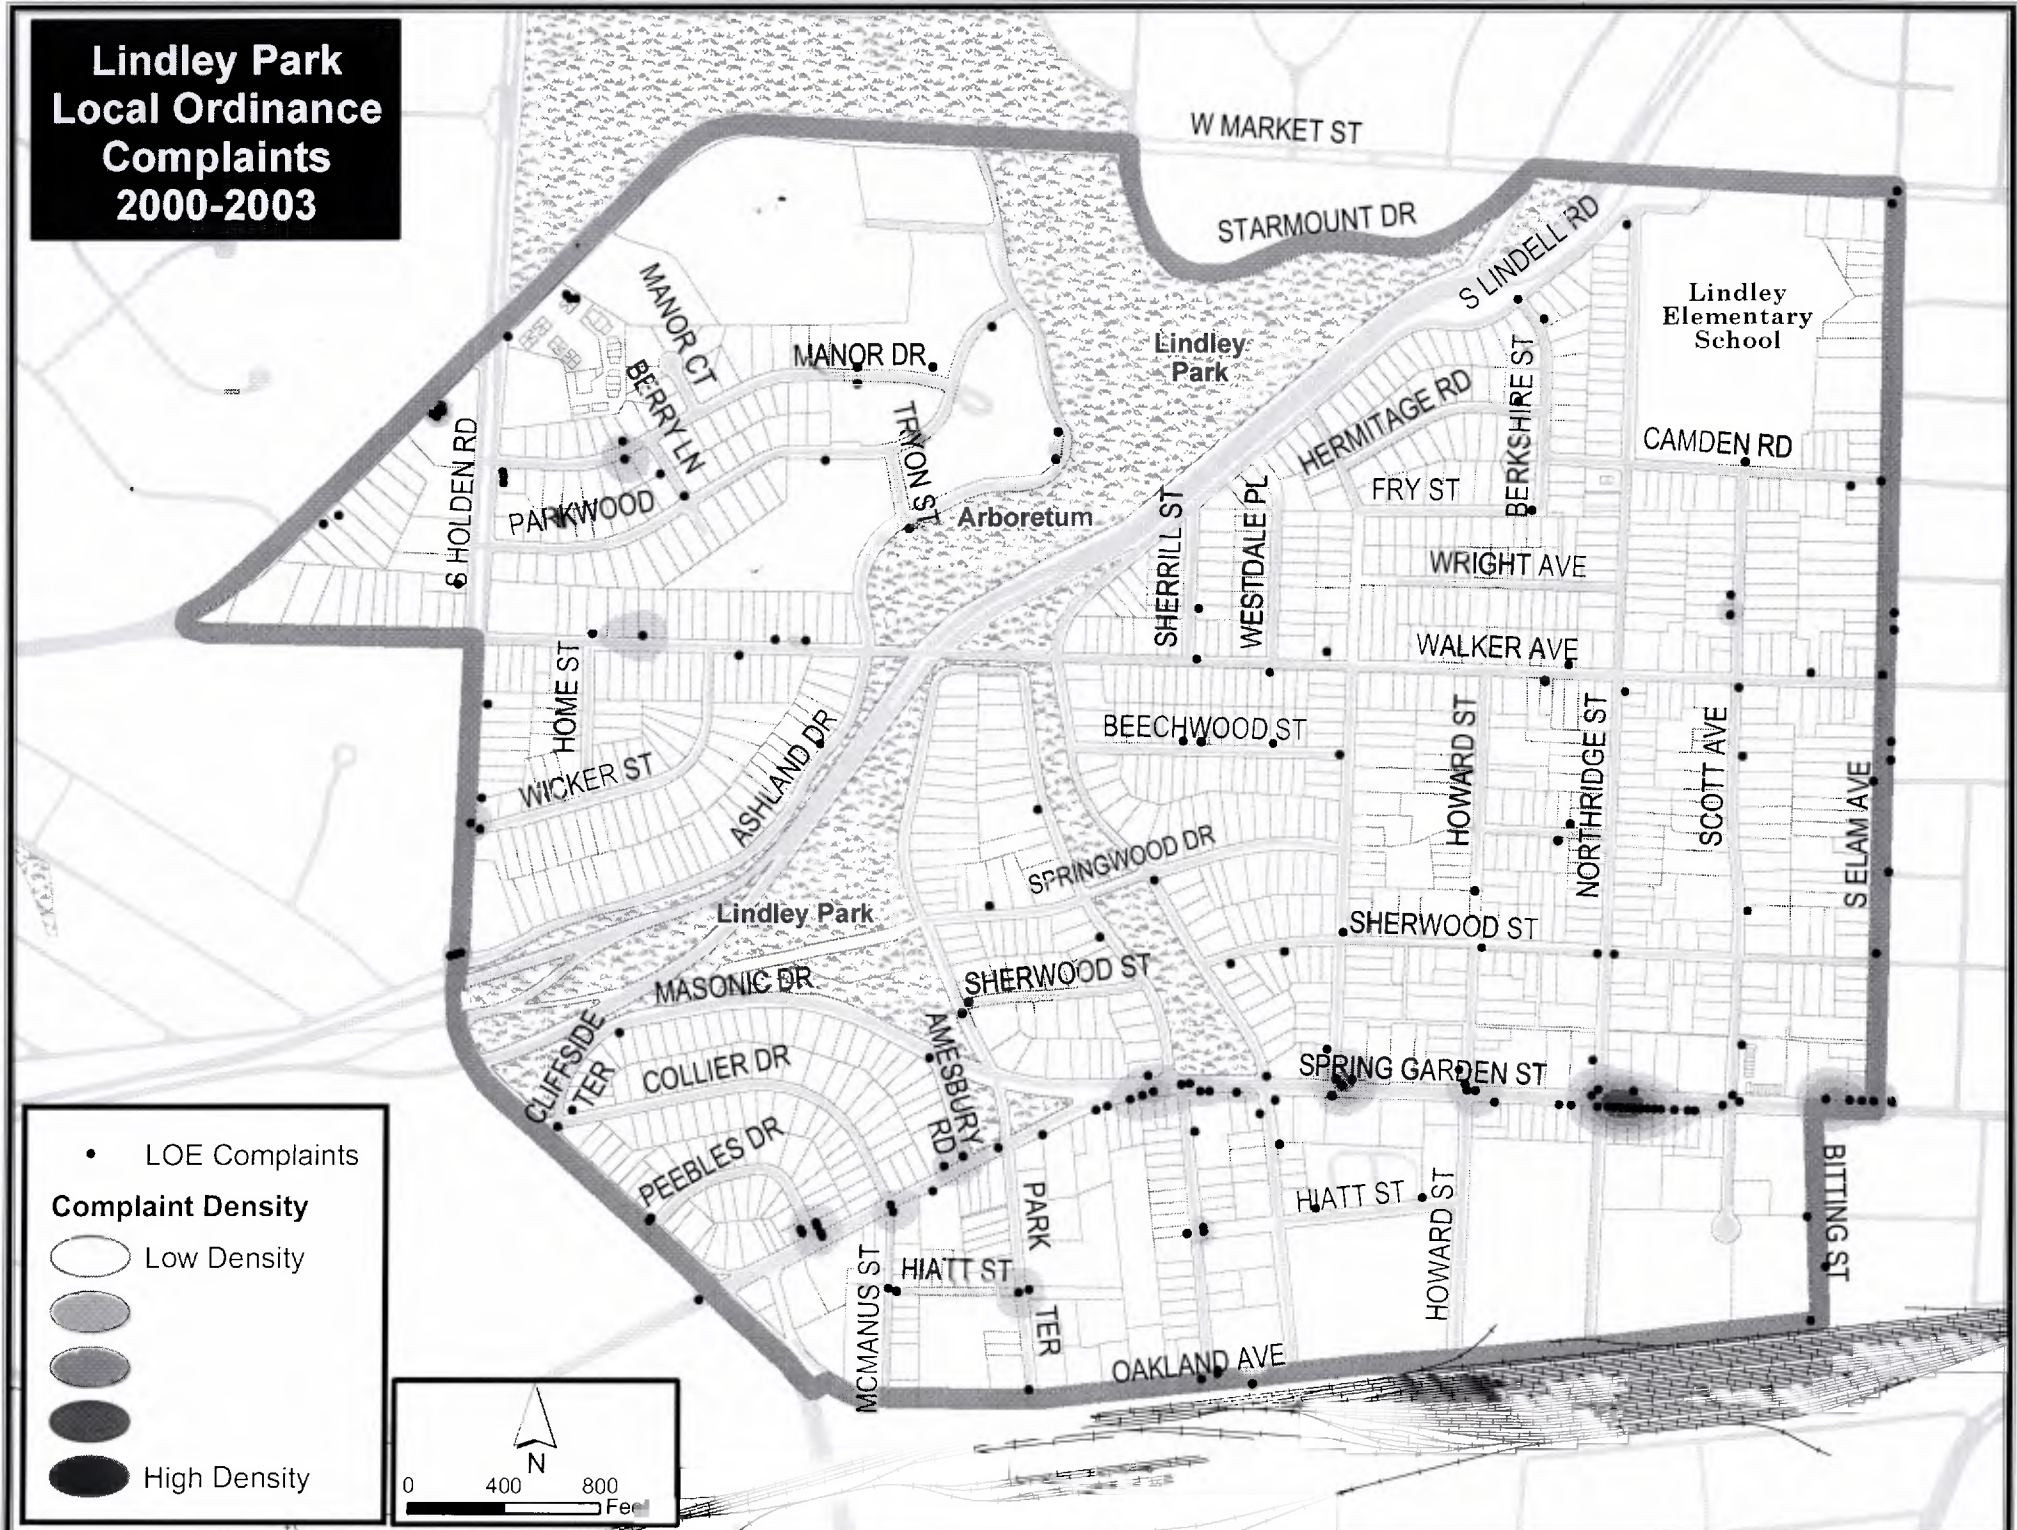 Lindley Park
Local Ordinance
Complaints
2000-2003
W MARKET ST
STARMOUNT DR
S LINDELL RD
Lindley
Elementary
School
MANOR CT
MANOR DR
Lindley
Park
BERRY LN
HERMITAGE RD
BERKSHIRE ST
CAMDEN RD
S HOLDEN RD
TRYON ST
PARKWOOD
Arboretum
FRY ST
SHERRILL ST
WESTDALE PL
WRIGHT AVE
WALKER AVE
HOME ST
BEECHWOOD ST
HOWARD ST
NORTHRIDGE ST
SCOTT AVE
WICKER ST
ASHLAND DR
S ELAM AVE
SPRINGWOOD DR
Lindley Park
SHERWOOD ST
SHERWOOD ST
MASONIC DR
CLIFFSIDE
TER
COLLIER DR
AMESBURY
RD
SPRING GARDEN ST
PEEBLES DR
PARK
TER
HIATT ST
HOWARD ST
BITTING ST
MCMANUS ST
HIATT ST
OAKLAND AVE
LOE Complaints
Complaint Density
Low Density
High Density
N
0 400 800
Feet